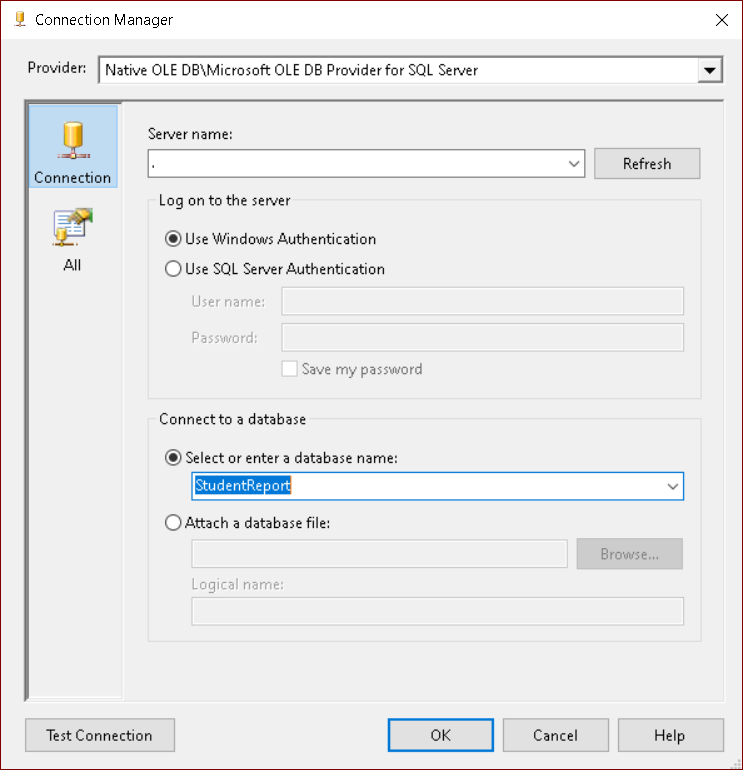 Connection Manager
Provider: Native OLE DB\Microsoft OLE DB Provider for SQL Server
Connection
All
Server name:
.
Refresh
Log on to the server
Use Windows Authentication
Use SQL Server Authentication
User name:
Password:
Save my password
Connect to a database
Select or enter a database name:
StudentReport
Attach a database file:
Browse...
Logical name:
Test Connection OK Cancel Help